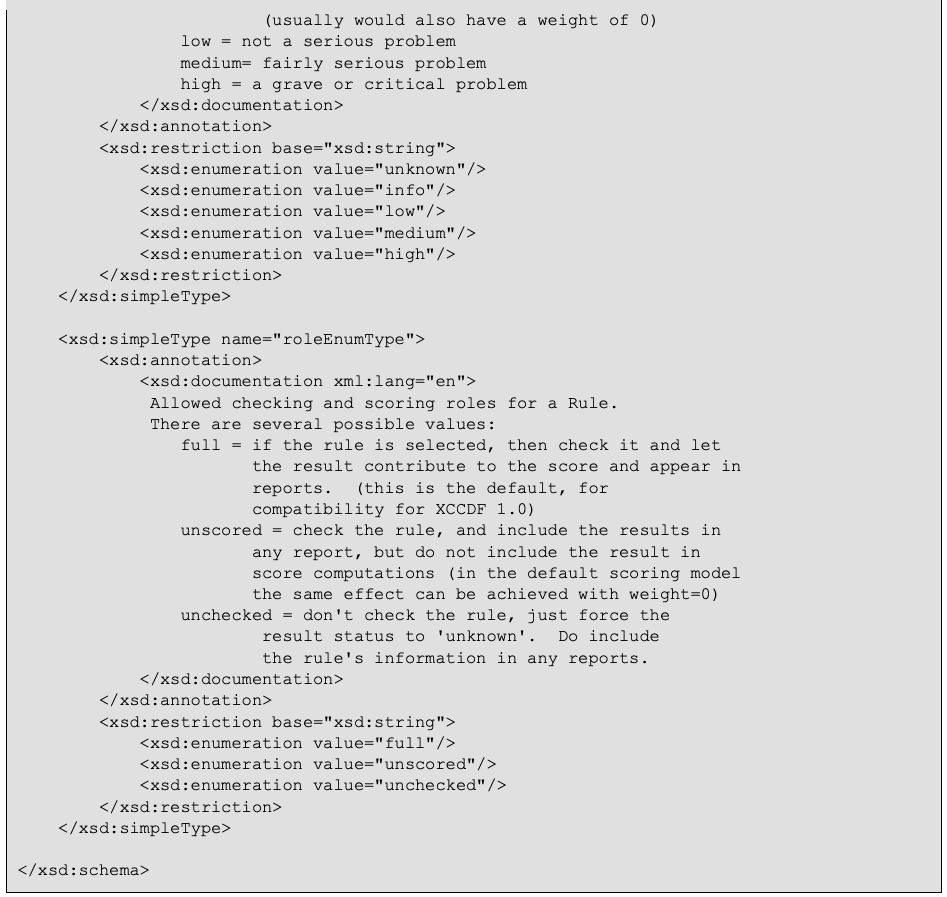 (usually would also have a weight of 0)
                low = not a serious problem
                medium= fairly serious problem
                high = a grave or critical problem
            </xsd:documentation>
        </xsd:annotation>
        <xsd:restriction base="xsd:string">
            <xsd:enumeration value="unknown"/>
            <xsd:enumeration value="info"/>
            <xsd:enumeration value="low"/>
            <xsd:enumeration value="medium"/>
            <xsd:enumeration value="high"/>
        </xsd:restriction>
    </xsd:simpleType>

    <xsd:simpleType name="roleEnumType">
        <xsd:annotation>
            <xsd:documentation xml:lang="en">
             Allowed checking and scoring roles for a Rule.
             There are several possible values:
                full = if the rule is selected, then check it and let
                       the result contribute to the score and appear in
                       reports.  (this is the default, for
                       compatibility for XCCDF 1.0)
                unscored = check the rule, and include the results in
                       any report, but do not include the result in
                       score computations (in the default scoring model
                       the same effect can be achieved with weight=0)
                unchecked = don't check the rule, just force the
                        result status to 'unknown'.  Do include
                        the rule's information in any reports.
            </xsd:documentation>
        </xsd:annotation>
        <xsd:restriction base="xsd:string">
            <xsd:enumeration value="full"/>
            <xsd:enumeration value="unscored"/>
            <xsd:enumeration value="unchecked"/>
        </xsd:restriction>
    </xsd:simpleType>

</xsd:schema>